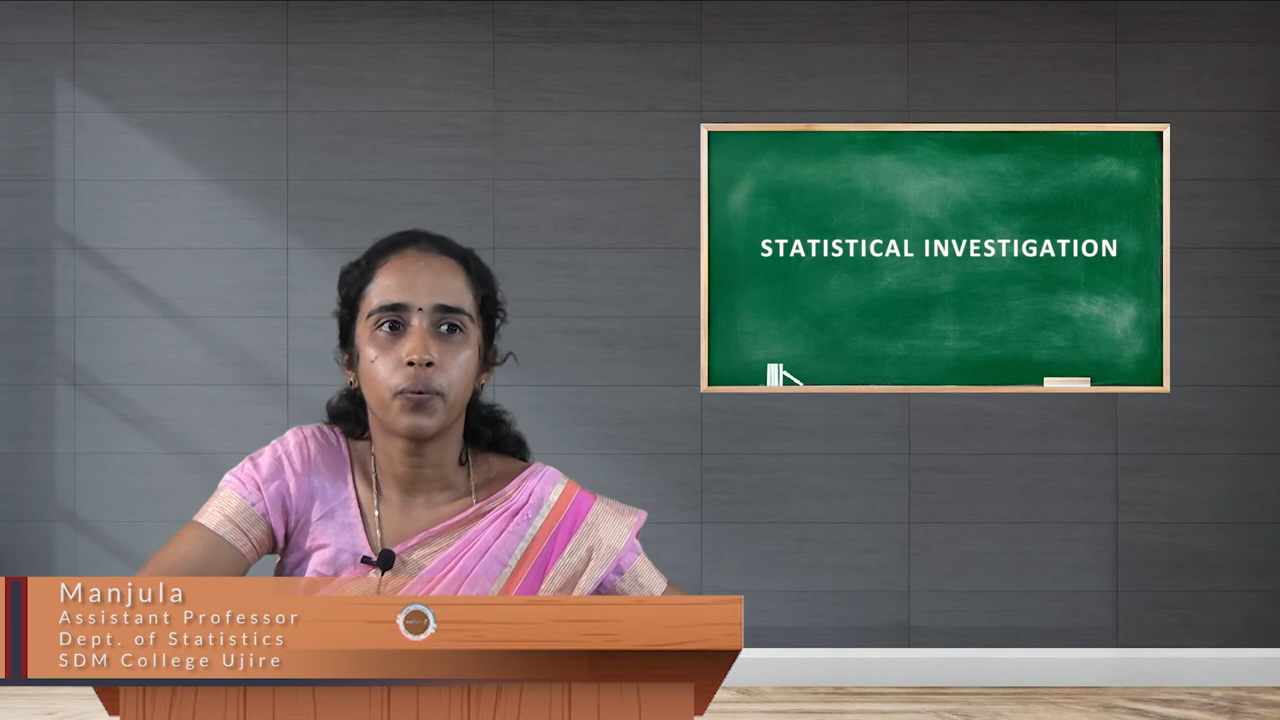 STATISTICAL INVESTIGATION
Manjula
Assistant Professor
Dept. of Statistics
SDM College Ujire